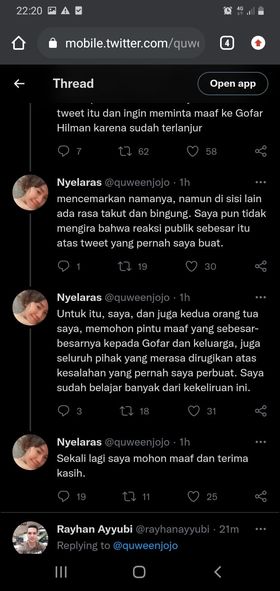 22:20
4G
mobile.twitter.com/quwe
4
Thread
Open app
tweet itu dan ingin meminta maaf ke Gofar
Hilman karena sudah terlanjur
7 62 58
Nyelaras @quweenjojo · 1h
mencemarkan namanya, namun di sisi lain
ada rasa takut dan bingung. Saya pun tidak
mengira bahwa reaksi publik sebesar itu
atas tweet yang pernah saya buat.
1 19 30
Nyelaras @quweenjojo · 1h
Untuk itu, saya, dan juga kedua orang tua
saya, memohon pintu maaf yang sebesar-
besarnya kepada Gofar dan keluarga, juga
seluruh pihak yang merasa dirugikan atas
kesalahan yang pernah saya perbuat. Saya
sudah belajar banyak dari kekeliruan ini.
3 18 31
Nyelaras @quweenjojo · 1h
Sekali lagi saya mohon maaf dan terima
kasih.
19 11 25
Rayhan Ayyubi @rayhanayyubi · 21m
Replying to @quweenjojo